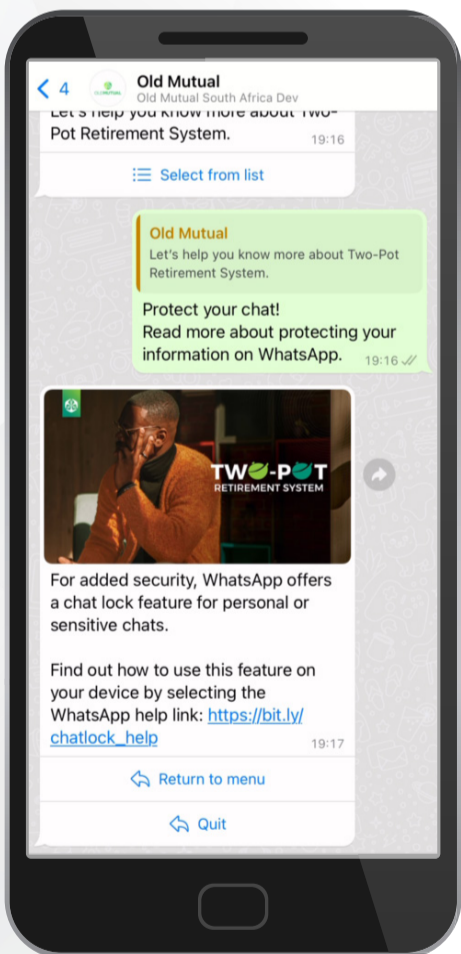 4
Old Mutual
Old Mutual South Africa Dev
Let's help you know more about Two-
Pot Retirement System.
19:16
Select from list
Old Mutual
Let's help you know more about Two-Pot
Retirement System.
Protect your chat!
Read more about protecting your
information on WhatsApp.
19:16
TWO-POT
RETIREMENT SYSTEM
For added security, WhatsApp offers
a chat lock feature for personal or
sensitive chats.
Find out how to use this feature on
your device by selecting the
WhatsApp help link: https://bit.ly/
chatlock_help
19:17
Return to menu
Quit